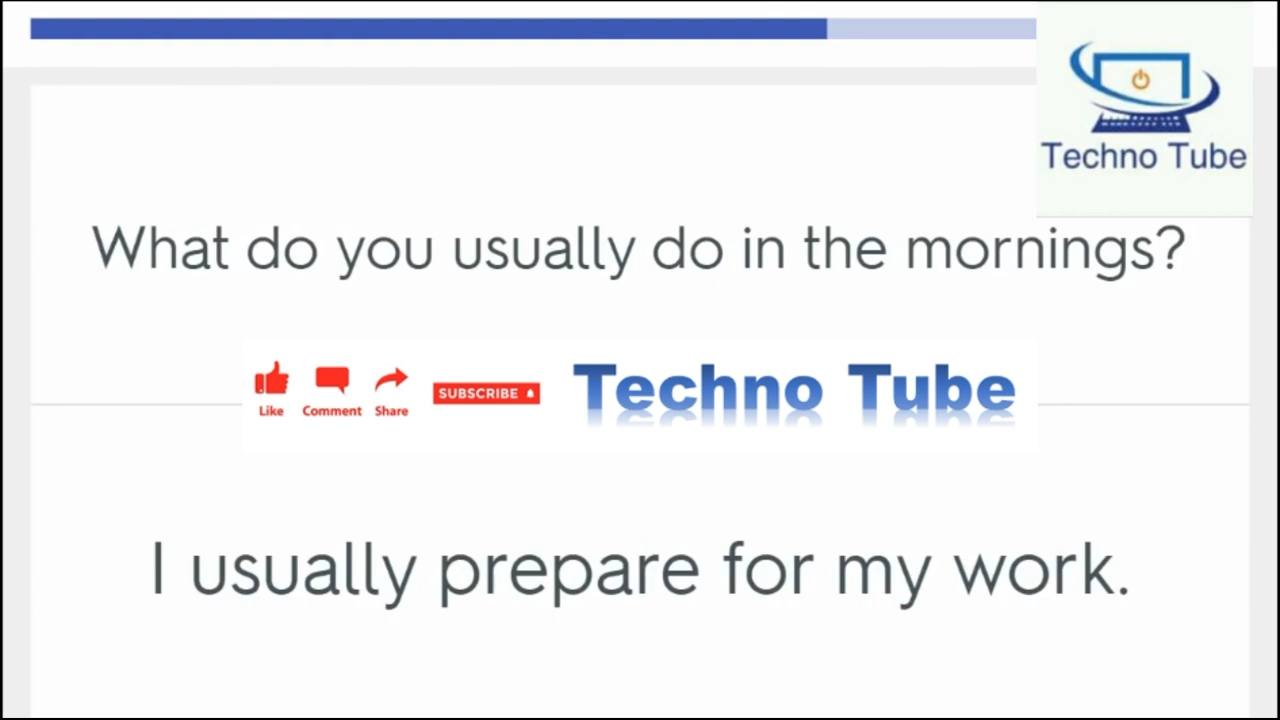 Techno Tube
What do you usually do in the mornings?
Like Comment Share SUBSCRIBE Techno Tube
I usually prepare for my work.